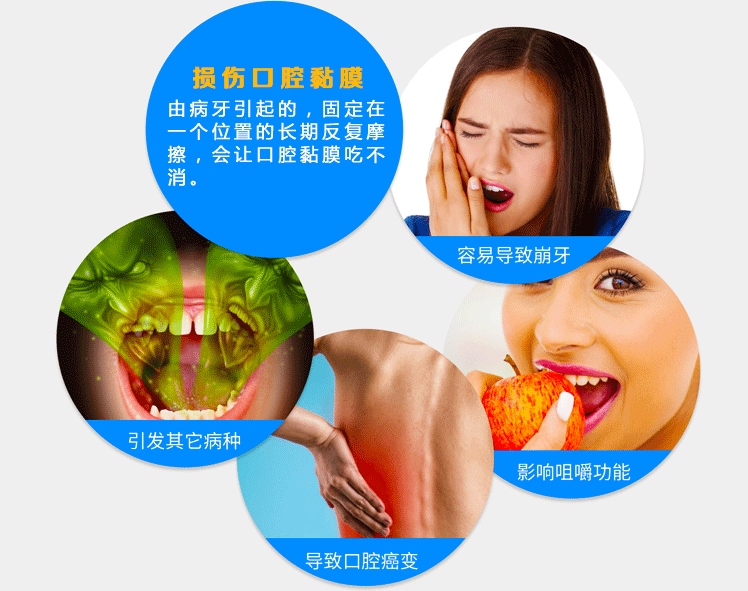 损伤口腔黏膜
由病牙引起的，固定在
一个位置的长期反复摩
擦，会让口腔黏膜吃不
消。
容易导致崩牙
引发其它病种
影响咀嚼功能
导致口腔癌变